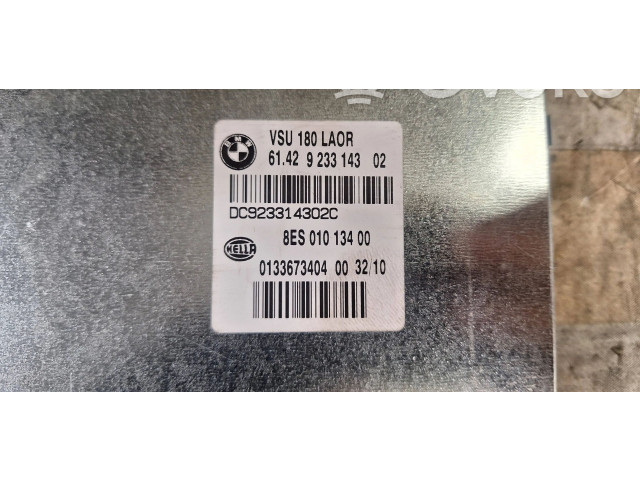 BMW
VSU 180 LAOR
61.42 9 233 143 02
DC923314302C
8ES 010 134 00
HELLA
0133673404 00 32/10